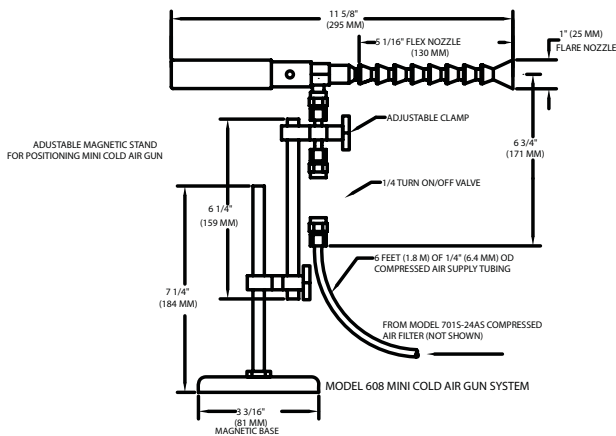 11 5/8"
(295 MM)
5 1/16" FLEX NOZZLE
(130 MM)
1" (25 MM)
FLARE NOZZLE
ADJUSTABLE CLAMP
ADUSTABLE MAGNETIC STAND
FOR POSITIONING MINI COLD AIR GUN
6 3/4"
(171 MM)
1/4 TURN ON/OFF VALVE
6 1/4"
(159 MM)
6 FEET (1.8 M) OF 1/4" (6.4 MM) OD
COMPRESSED AIR SUPPLY TUBING
7 1/4"
(184 MM)
FROM MODEL 701S-24AS COMPRESSED
AIR FILTER (NOT SHOWN)
MODEL 608 MINI COLD AIR GUN SYSTEM
3 3/16"
(81 MM)
MAGNETIC BASE